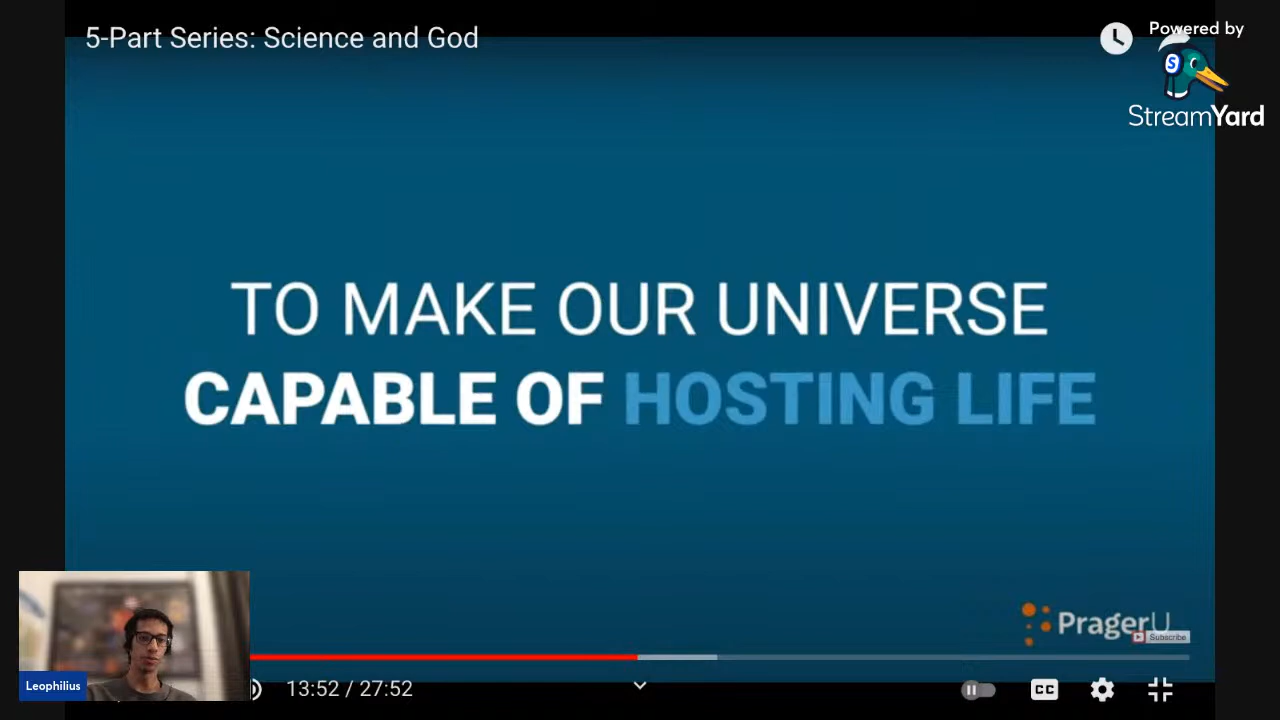 5-Part Series: Science and God
Powered by
S
StreamYard
TO MAKE OUR UNIVERSE
CAPABLE OF HOSTING LIFE
PragerU
Subscribe
Leophilius
13:52 / 27:52
CC